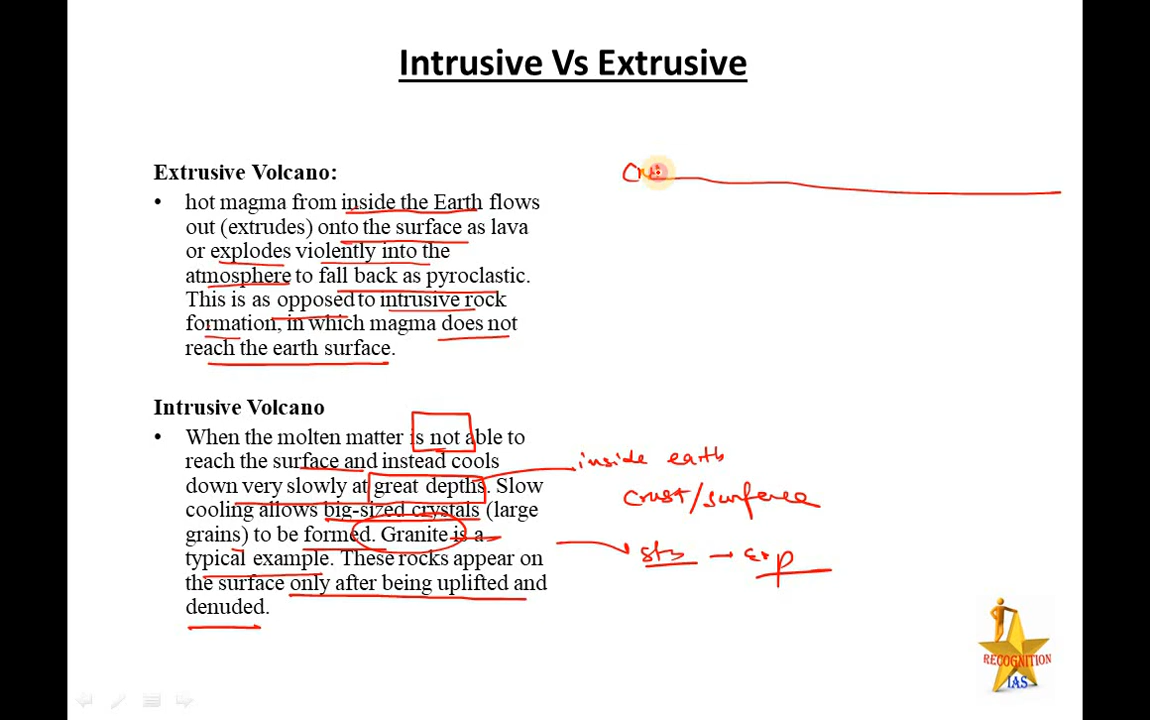 Intrusive Vs Extrusive
Extrusive Volcano:
• hot magma from inside the Earth flows
out (extrudes) onto the surface as lava
or explodes violently into the
atmosphere to fall back as pyroclastic.
This is as opposed to intrusive rock
formation, in which magma does not
reach the earth surface.
Intrusive Volcano
• When the molten matter is not able to
reach the surface and instead cools
down very slowly at great depths. Slow
cooling allows big-sized crystals (large
grains) to be formed. Granite is a
typical example. These rocks appear on
the surface only after being uplifted and
denuded.
inside earth
crust/surface
RECOGNITION
IAS